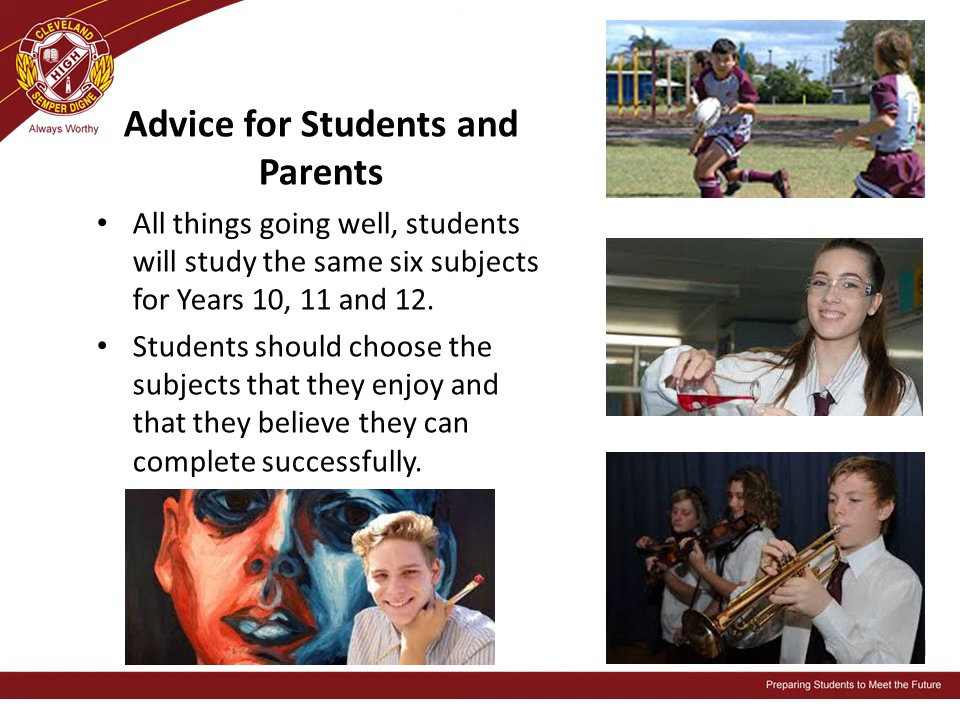 CLEVELAND
HIGH
SEMPER DIGNE
Always Worthy
Advice for Students and
Parents
• All things going well, students
will study the same six subjects
for Years 10, 11 and 12.
• Students should choose the
subjects that they enjoy and
that they believe they can
complete successfully.
Preparing Students to Meet the Future